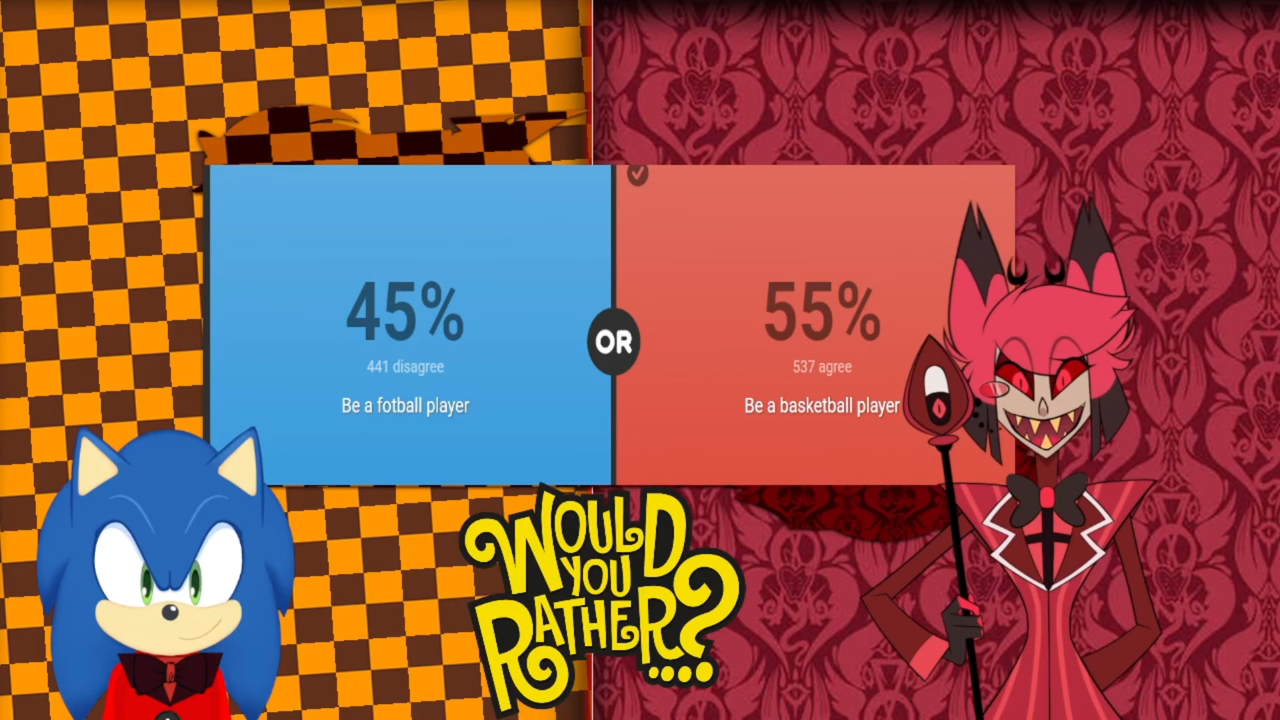 45%
441 disagree
Be a fotball player
OR
55%
537 agree
Be a basketball player
WOULD
YOU
RATHER...?